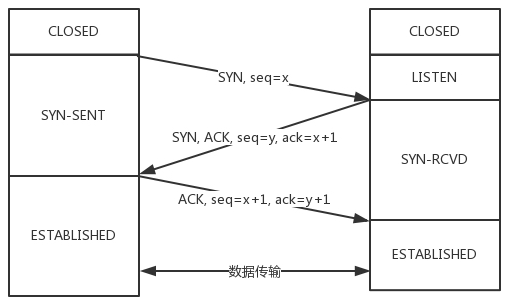 CLOSED
CLOSED
SYN, seq=x
LISTEN
SYN-SENT
SYN, ACK, seq=y, ack=x+1
SYN-RCVD
ACK, seq=x+1, ack=y+1
ESTABLISHED
ESTABLISHED
数据传输